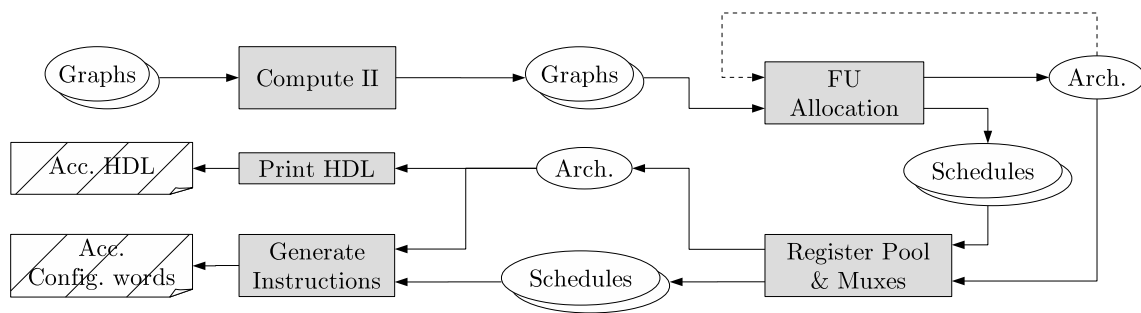 Graphs
Compute II
Graphs
FU
Allocation
Arch.
Acc. HDL
Print HDL
Arch.
Schedules
Acc.
Config. words
Generate
Instructions
Schedules
Register Pool
& Muxes